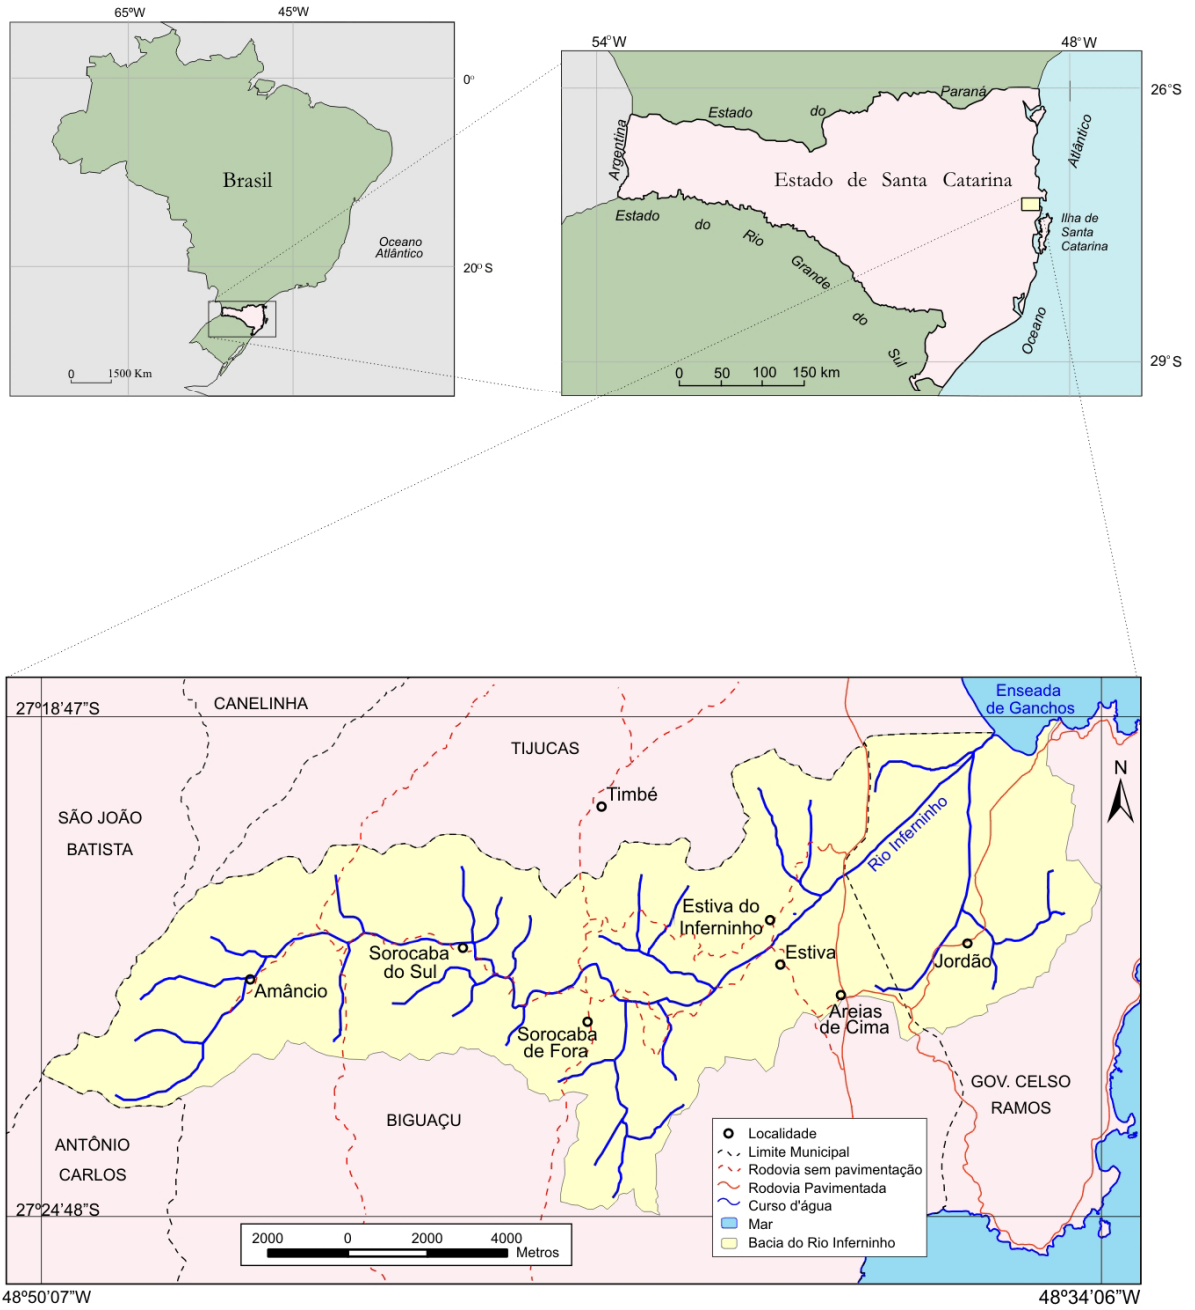 65ºW
45ºW
0º
Brasil
Oceano
Atlântico
20º S
0
1500 Km
54°W
48°W
26°S
Paraná
Estado
do
Atlântico
Argentina
Estado de Santa Catarina
Estado
do
Rio
Grande
do
Sul
Ilha de
Santa
Catarina
Oceano
29°S
0 50 100 150 km
Enseada
de Ganchos
27º18'47"S
CANELINHA
TIJUCAS
N
Timbé
SÃO JOÃO
BATISTA
Rio Inferninho
Estiva do
Inferninho
Sorocaba
do Sul
Estiva
Jordão
Amâncio
Areias
de Cima
Sorocaba
de Fora
GOV. CELSO
RAMOS
BIGUAÇU
ANTÔNIO
CARLOS
Localidade
Limite Municipal
Rodovia sem pavimentação
Rodovia Pavimentada
Curso d'água
Mar
Bacia do Rio Inferninho
27º24'48"S
2000 0 2000 4000 Metros
48º50'07"W
48º34'06"W